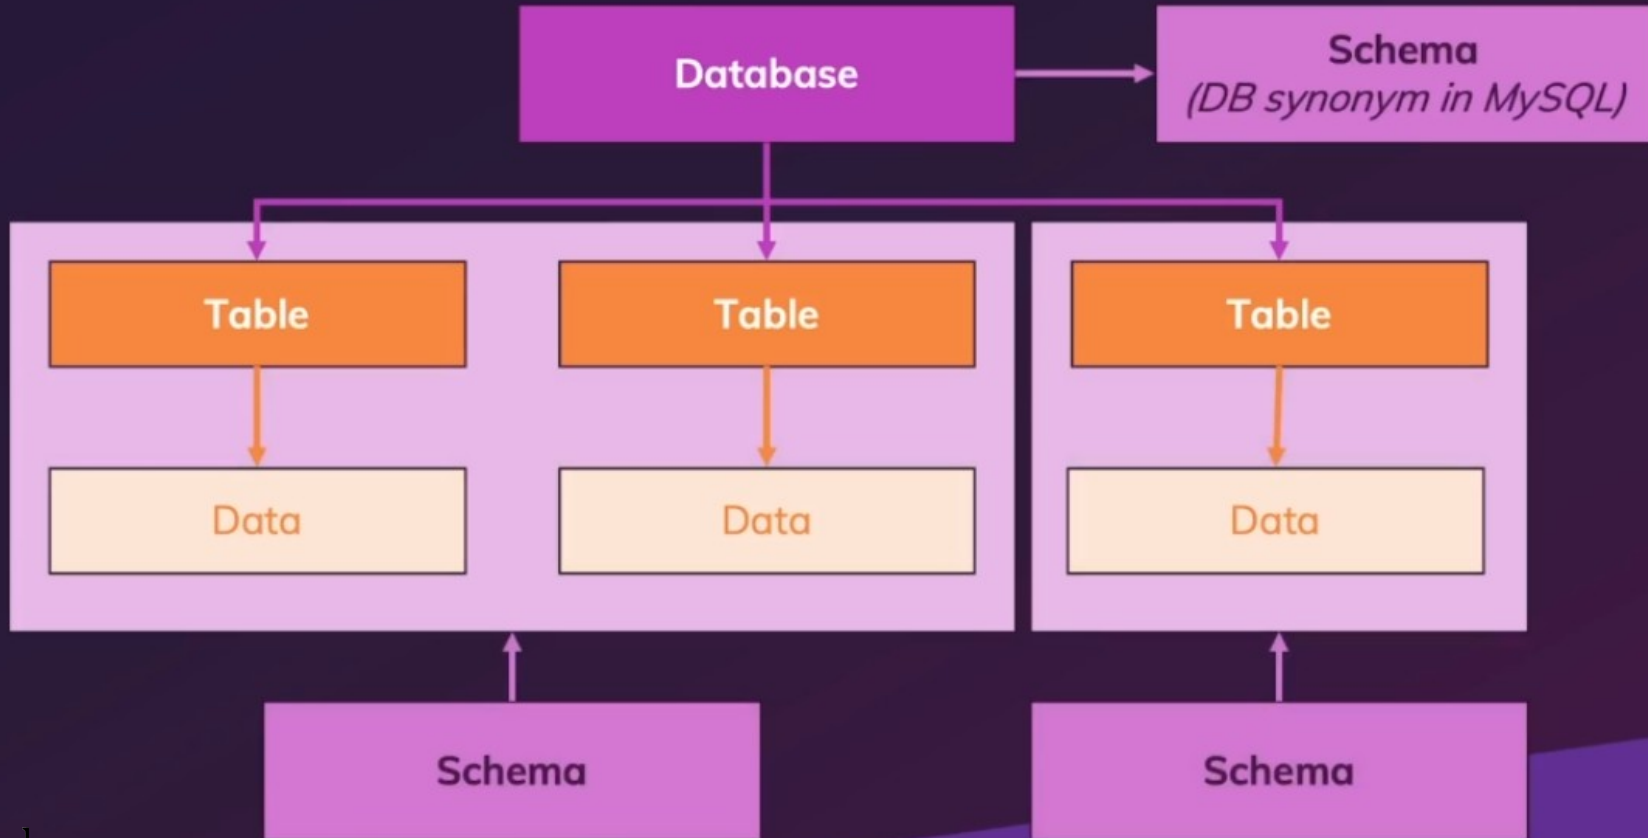 Database
Schema
(DB synonym in MySQL)
Table
Table
Table
Data
Data
Data
Schema
Schema